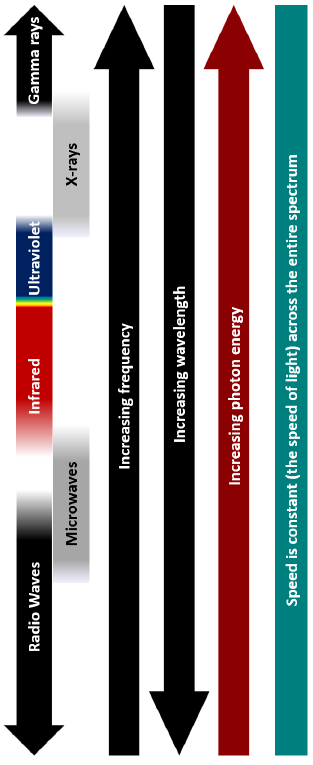 Gamma rays
X-rays
Ultraviolet
Infrared
Microwaves
Radio Waves
Increasing frequency
Increasing wavelength
Increasing photon energy
Speed is constant (the speed of light) across the entire spectrum